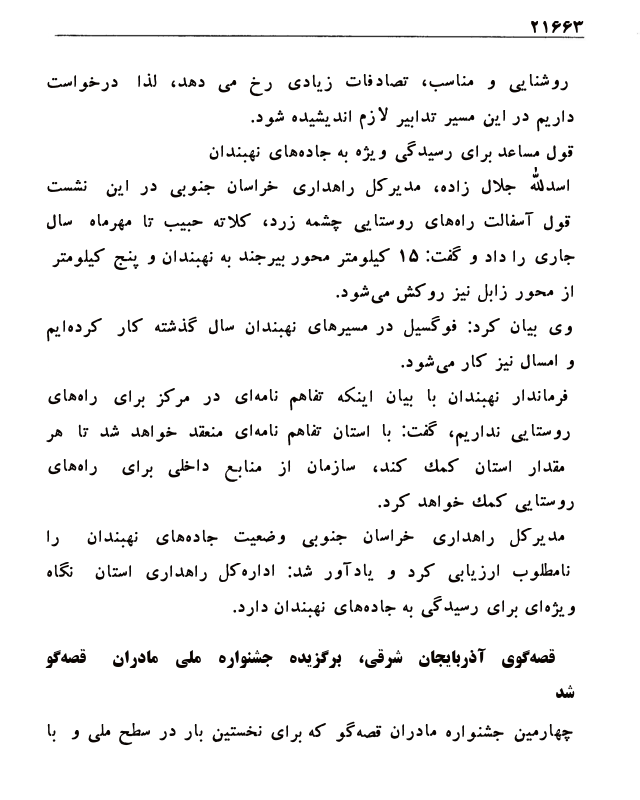 ۲۱۶۶۳
روشنایی و مناسب، تصادفات زیادی رخ می دهد، لذا درخواست
داریم در این مسیر تدابیر لازم اندیشیده شود.
قول مساعد برای رسیدگی ویژه به جاده‌های نهبندان
اسدالله جلال زاده، مدیرکل راهداری خراسان جنوبی در این نشست
قول آسفالت راه‌های روستایی چشمه زرد، کلاته حبیب تا مهرماه سال
جاری را داد و گفت: ۱۵ کیلومتر محور بیرجند به نهبندان و پنج کیلومتر
از محور زابل نیز روکش می‌شود.
وی بیان کرد: فوگسیل در مسیرهای نهبندان سال گذشته کار کرده‌ایم
و امسال نیز کار می‌شود.
فرماندار نهبندان با بیان اینکه تفاهم نامه‌ای در مرکز برای راه‌های
روستایی نداریم، گفت: با استان تفاهم نامه‌ای منعقد خواهد شد تا هر
مقدار استان کمك کند، سازمان از منابع داخلی برای راه‌های
روستایی کمك خواهد کرد.
مدیرکل راهداری خراسان جنوبی وضعیت جاده‌های نهبندان را
نامطلوب ارزیابی کرد و یادآور شد: اداره‌کل راهداری استان نگاه
ویژه‌ای برای رسیدگی به جاده‌های نهبندان دارد.
قصه‌گوی آذربایجان شرقی، برگزیده جشنواره ملی مادران قصه‌گو
شد
چهارمین جشنواره مادران قصه‌گو که برای نخستین بار در سطح ملی و با